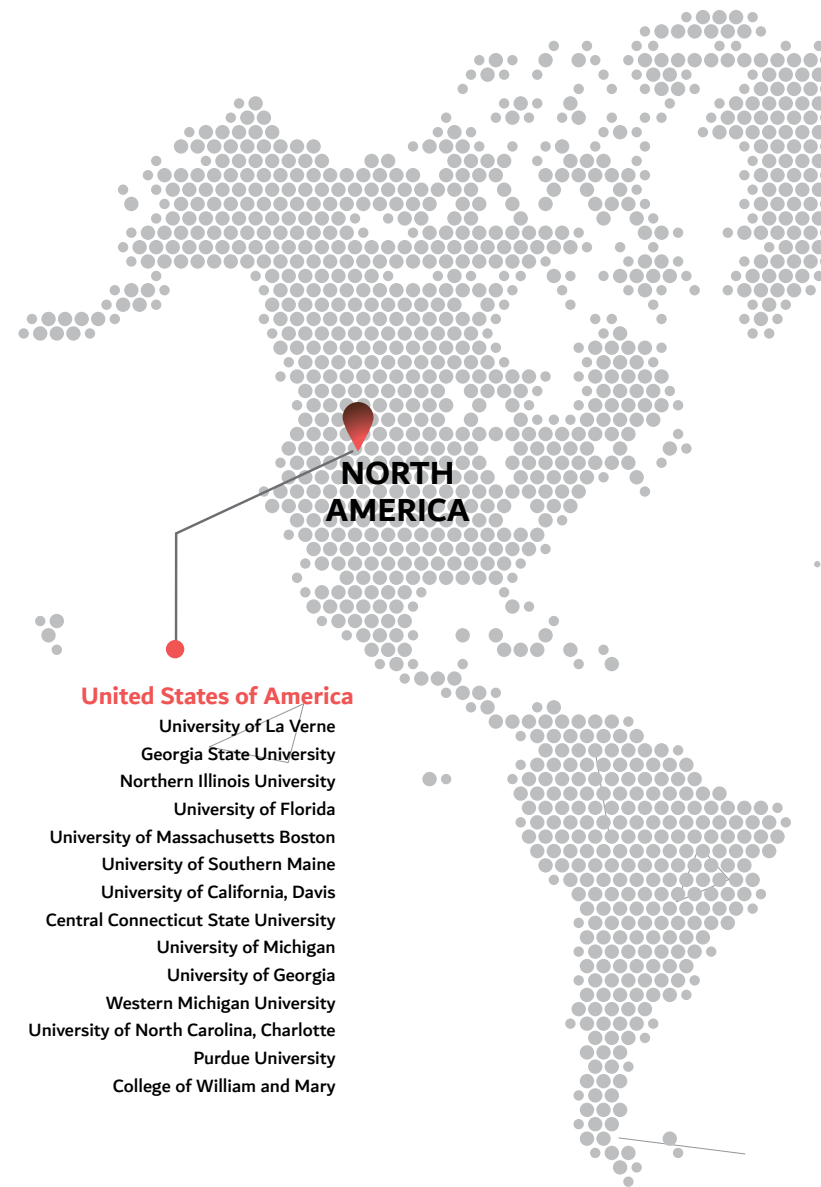 NORTH
AMERICA
United States of America
University of La Verne
Georgia State University
Northern Illinois University
University of Florida
University of Massachusetts Boston
University of Southern Maine
University of California, Davis
Central Connecticut State University
University of Michigan
University of Georgia
Western Michigan University
University of North Carolina, Charlotte
Purdue University
College of William and Mary